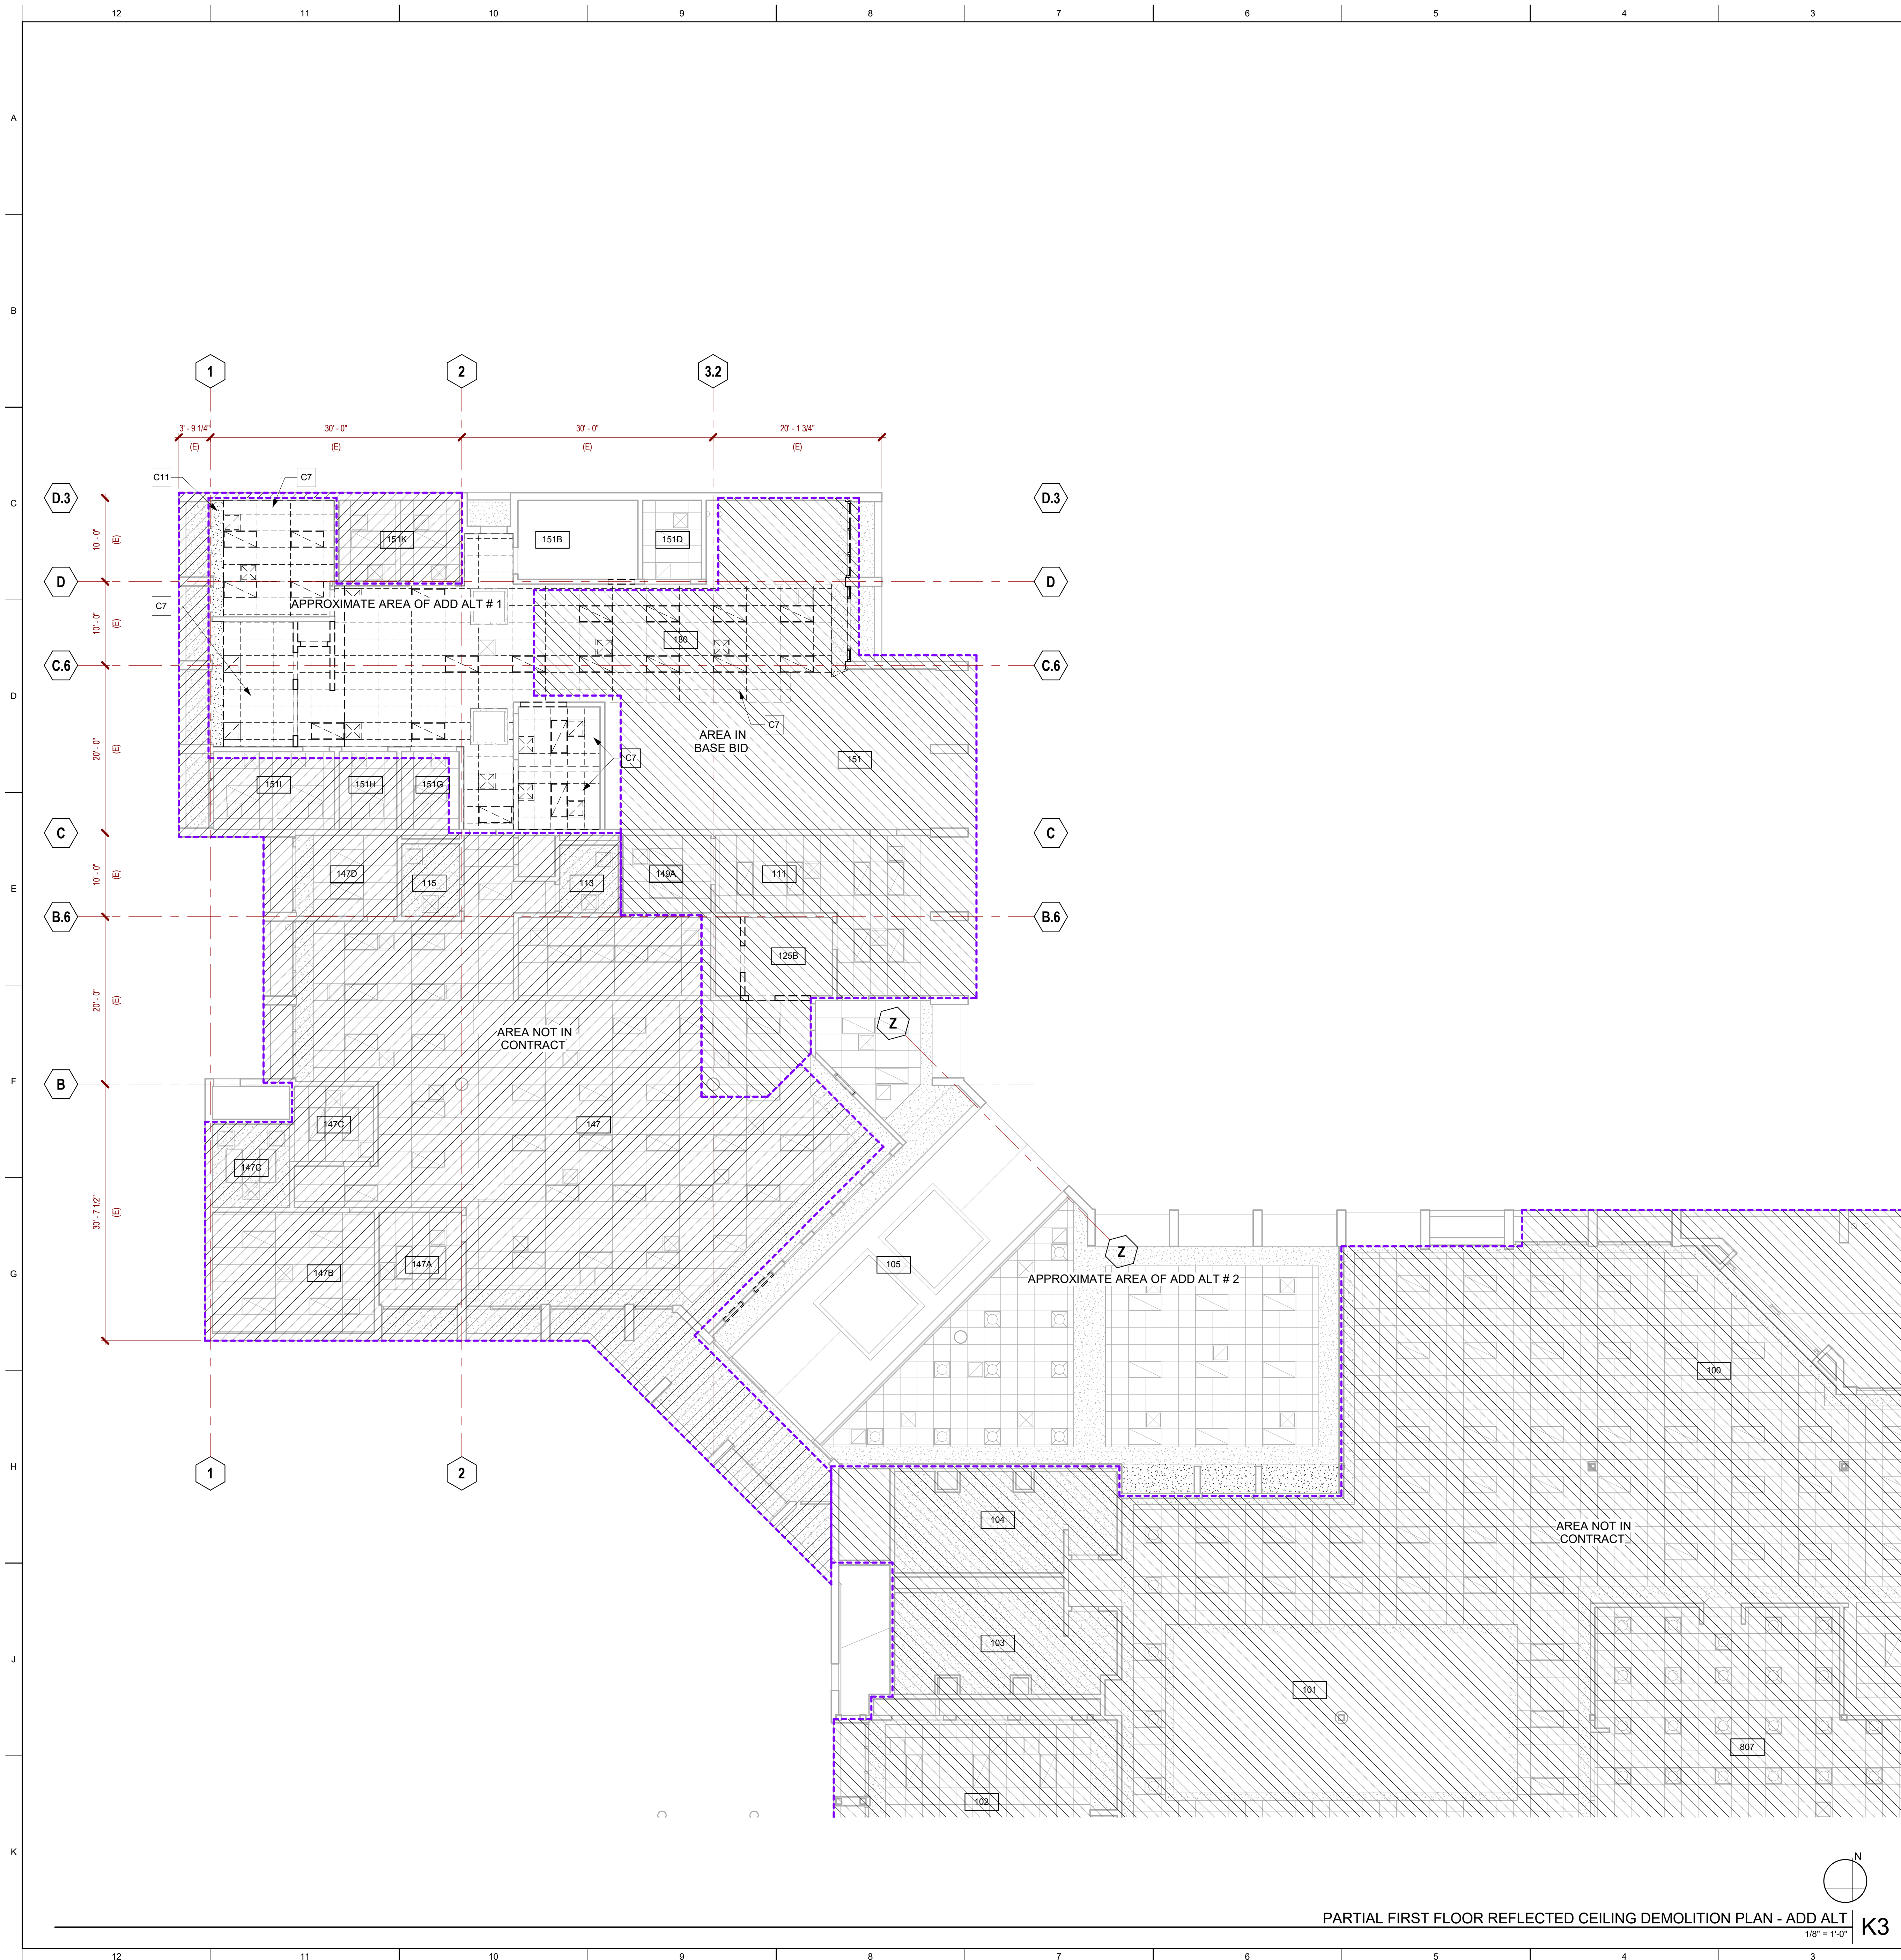 12 11 10 9 8 7 6 5 4 3
A
B
1 2 3.2
3' - 9 1/4" 30' - 0" 30' - 0" 20' - 1 3/4"
(E) (E) (E) (E)
C11 C7
C
D.3 D.3
10' - 0"
(E)
151K 151B 151D
D D
C7
APPROXIMATE AREA OF ADD ALT # 1
10' - 0"
(E)
130
C.6 C.6
D
C7
AREA IN
BASE BID
20' - 0"
(E)
C7
151
151I 151H 151G
C C
10' - 0"
(E)
E
147D 115 113 149A 111
B.6 B.6
125B
20' - 0"
(E)
Z
AREA NOT IN
CONTRACT
F
B
147C 147
147C
30' - 7 1/2"
(E)
Z
G
147B 147A 105
APPROXIMATE AREA OF ADD ALT # 2
100
H
1 2
104
AREA NOT IN
CONTRACT
J
103
101
807
102
K
N
PARTIAL FIRST FLOOR REFLECTED CEILING DEMOLITION PLAN - ADD ALT
1/8" = 1'-0"
K3
12 11 10 9 8 7 6 5 4 3